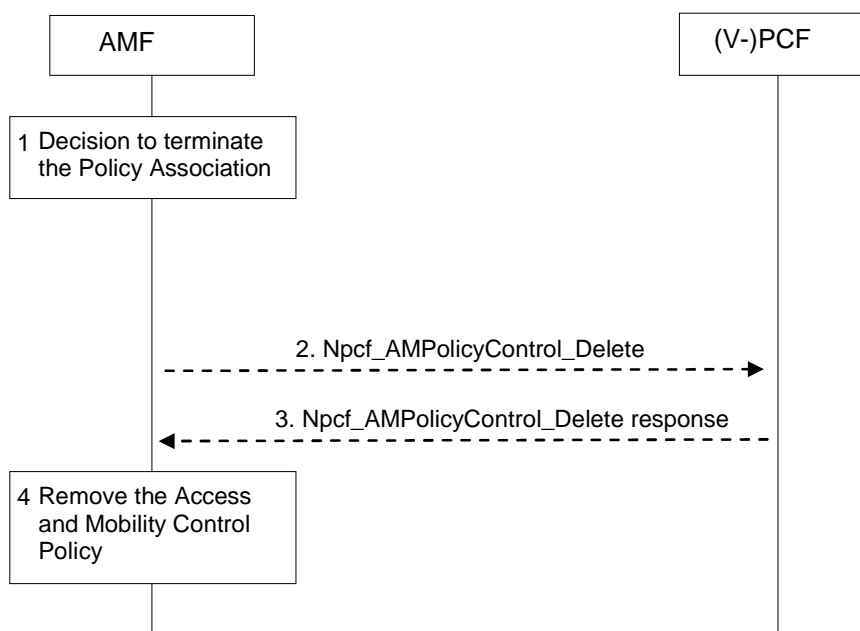 AMF
(V-)PCF
1 Decision to terminate
the Policy Association
2. Npcf_AMPolicyControl_Delete
3. Npcf_AMPolicyControl_Delete response
4 Remove the Access
and Mobility Control
Policy